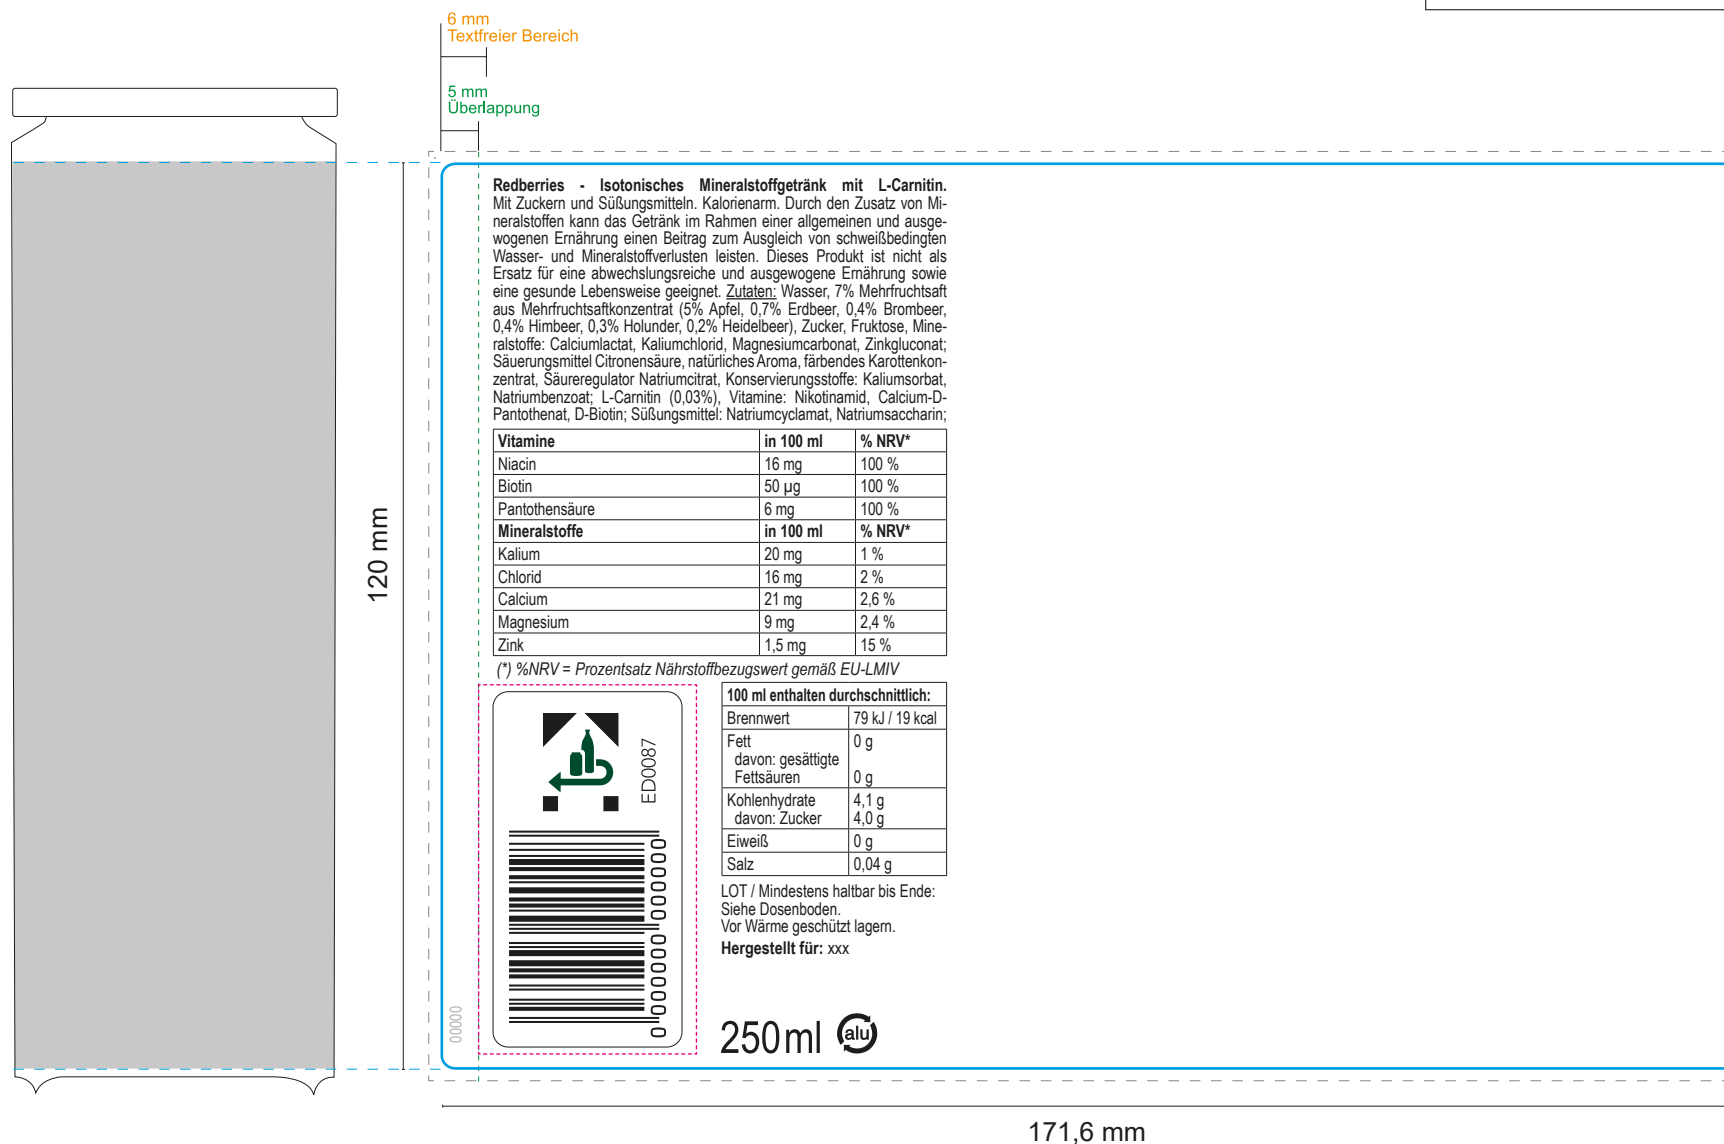 6 mm
Textfreier Bereich
5 mm
Überlappung
120 mm
Redberries - Isotonisches Mineralstoffgetränk mit L-Carnitin.
Mit Zuckern und Süßungsmitteln. Kalorienarm. Durch den Zusatz von Mi-
neralstoffen kann das Getränk im Rahmen einer allgemeinen und ausge-
wogenen Ernährung einen Beitrag zum Ausgleich von schweißbedingten
Wasser- und Mineralstoffverlusten leisten. Dieses Produkt ist nicht als
Ersatz für eine abwechslungsreiche und ausgewogene Ernährung sowie
eine gesunde Lebensweise geeignet. Zutaten: Wasser, 7% Mehrfruchtsaft
aus Mehrfruchtsaftkonzentrat (5% Apfel, 0,7% Erdbeer, 0,4% Brombeer,
0,4% Himbeer, 0,3% Holunder, 0,2% Heidelbeer), Zucker, Fruktose, Mine-
ralstoffe: Calciumlactat, Kaliumchlorid, Magnesiumcarbonat, Zinkgluconat;
Säuerungsmittel Citronensäure, natürliches Aroma, färbendes Karottenkon-
zentrat, Säureregulator Natriumcitrat, Konservierungsstoffe: Kaliumsorbat,
Natriumbenzoat; L-Carnitin (0,03%), Vitamine: Nikotinamid, Calcium-D-
Pantothenat, D-Biotin; Süßungsmittel: Natriumcyclamat, Natriumsaccharin;
Vitamine in 100 ml % NRV*
Niacin 16 mg 100 %
Biotin 50 µg 100 %
Pantothensäure 6 mg 100 %
Mineralstoffe in 100 ml % NRV*
Kalium 20 mg 1 %
Chlorid 16 mg 2 %
Calcium 21 mg 2,6 %
Magnesium 9 mg 2,4 %
Zink 1,5 mg 15 %
(*) %NRV = Prozentsatz Nährstoffbezugswert gemäß EU-LMIV
ED0087
0 000000 000000
00000
100 ml enthalten durchschnittlich:
Brennwert 79 kJ / 19 kcal
Fett 0 g
davon: gesättigte
Fettsäuren 0 g
Kohlenhydrate 4,1 g
davon: Zucker 4,0 g
Eiweiß 0 g
Salz 0,04 g
LOT / Mindestens haltbar bis Ende:
Siehe Dosenboden.
Vor Wärme geschützt lagern.
Hergestellt für: xxx
250 ml alu
171,6 mm